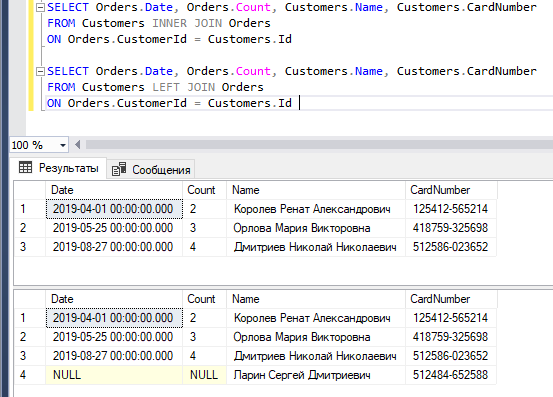 SELECT Orders.Date, Orders.Count, Customers.Name, Customers.CardNumber
FROM Customers INNER JOIN Orders
ON Orders.CustomerId = Customers.Id
SELECT Orders.Date, Orders.Count, Customers.Name, Customers.CardNumber
FROM Customers LEFT JOIN Orders
ON Orders.CustomerId = Customers.Id
100 %
Результаты Сообщения
Date Count Name CardNumber
1 2019-04-01 00:00:00.000 2 Королев Ренат Александрович 125412-565214
2 2019-05-25 00:00:00.000 3 Орлова Мария Викторовна 418759-325698
3 2019-08-27 00:00:00.000 4 Дмитриев Николай Николаевич 512586-023652
Date Count Name CardNumber
1 2019-04-01 00:00:00.000 2 Королев Ренат Александрович 125412-565214
2 2019-05-25 00:00:00.000 3 Орлова Мария Викторовна 418759-325698
3 2019-08-27 00:00:00.000 4 Дмитриев Николай Николаевич 512586-023652
4 NULL NULL Ларин Сергей Дмитриевич 512484-652588